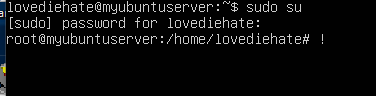 lovediehate@myubuntuserver:~$ sudo su
[sudo] password for lovediehate:
root@myubuntuserver:/home/lovediehate# !